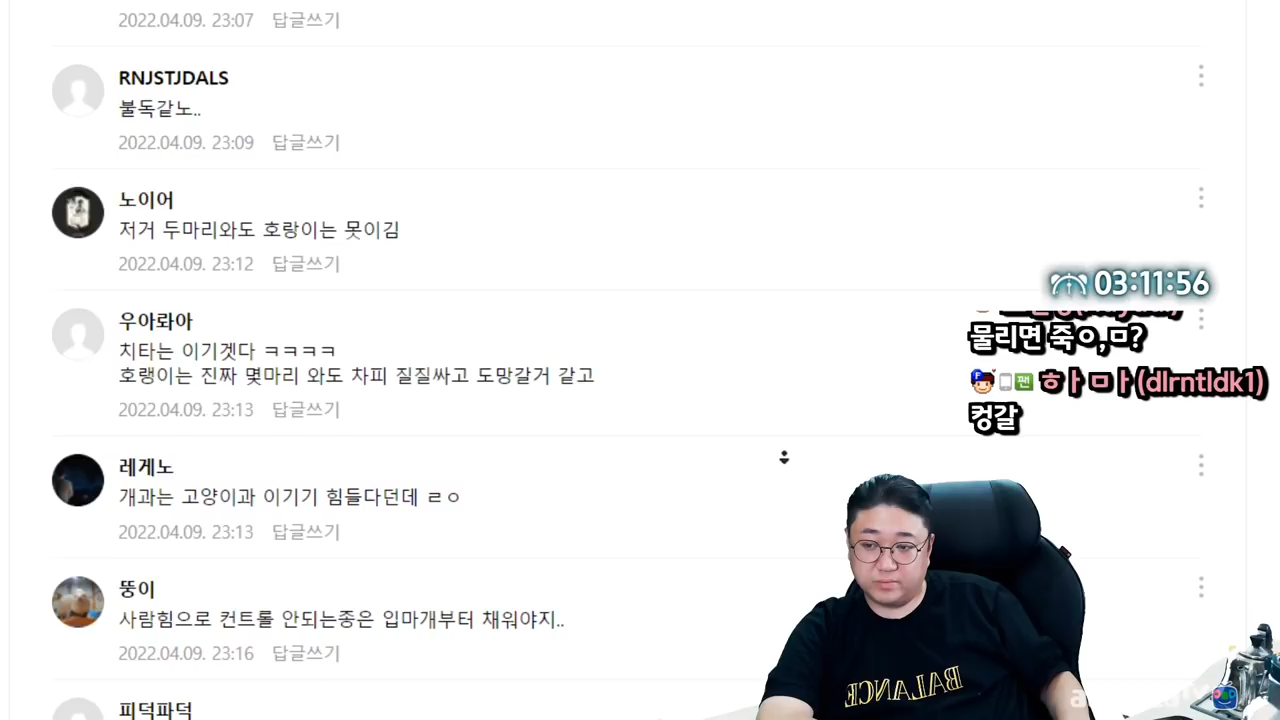 2022.04.09. 23:07 답글쓰기
RNJSTJDALS
불독같노..
2022.04.09. 23:09 답글쓰기
노이어
저거 두마리와도 호랑이는 못이김
2022.04.09. 23:12 답글쓰기
우아롸아
치타는 이기겟다 ㅋㅋㅋㅋ
호랭이는 진짜 몇마리 와도 차피 질질싸고 도망갈거 같고
2022.04.09. 23:13 답글쓰기
레게노
개과는 고양이과 이기기 힘들다던데 ㄹㅇ
2022.04.09. 23:13 답글쓰기
뚱이
사람힘으로 컨트롤 안되는종은 입마개부터 채워야지..
2022.04.09. 23:16 답글쓰기
피덕파덕
03:11:56
물리면 죽ㅇ,ㅁ?
팬 ㅎㅏㅁㅏ(dlrntldk1)
컹갈
BALANCE